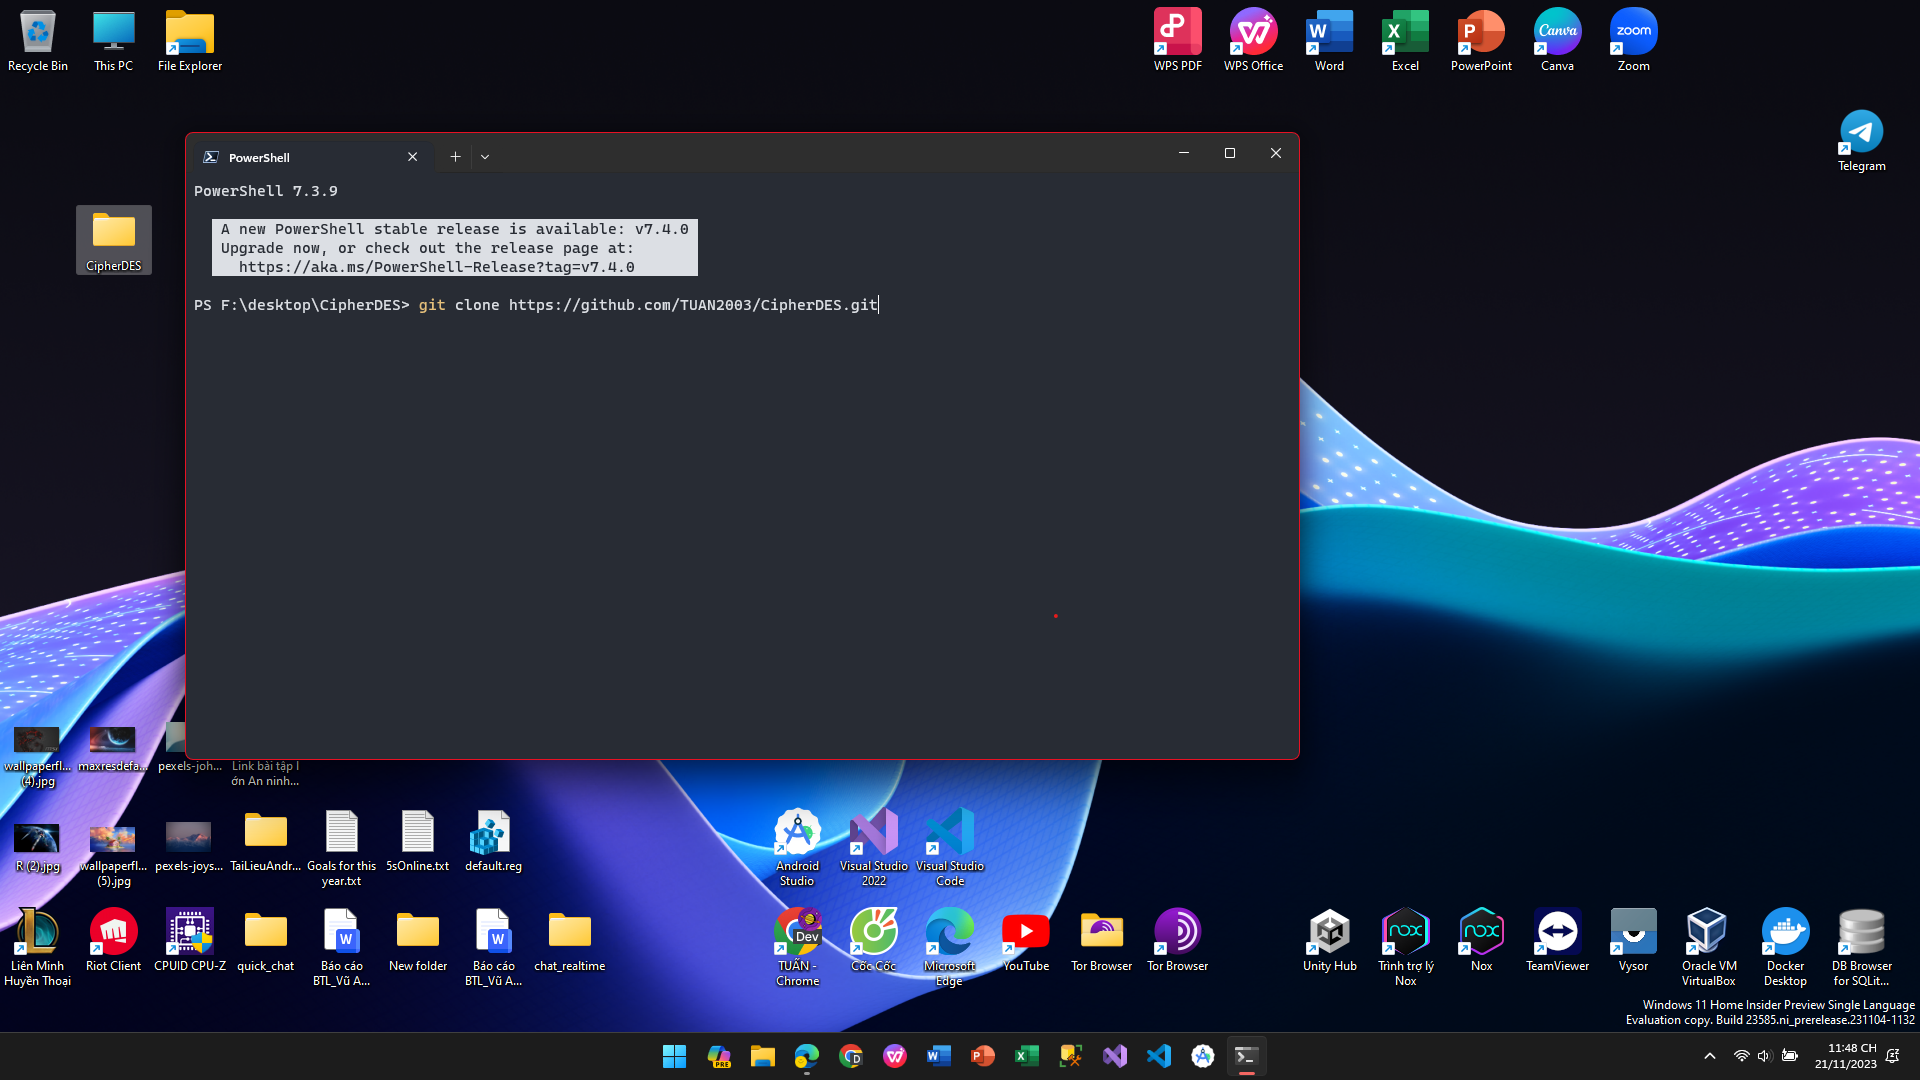 Recycle Bin
This PC
File Explorer
WPS PDF
WPS Office
Word
Excel
PowerPoint
Canva
Zoom
Telegram
CipherDES
PowerShell
PowerShell 7.3.9
A new PowerShell stable release is available: v7.4.0
Upgrade now, or check out the release page at:
https://aka.ms/PowerShell-Release?tag=v7.4.0
PS F:\desktop\CipherDES> git clone https://github.com/TUAN2003/CipherDES.git
wallpaperfl...
(4).jpg
maxresdefa...
pexels-joh...
Link bài tập l
ớn An ninh...
R (2).jpg
wallpaperfl...
(5).jpg
pexels-joys...
TaiLieuAndr...
Goals for this
year.txt
5sOnline.txt
default.reg
Android
Studio
Visual Studio
2022
Visual Studio
Code
Liên Minh
Huyền Thoại
Riot Client
CPUID CPU-Z
quick_chat
Báo cáo
BTL_Vũ A...
New folder
Báo cáo
BTL_Vũ A...
chat_realtime
Dev
TUẤN -
Chrome
Cốc Cốc
Microsoft
Edge
YouTube
Tor Browser
Tor Browser
Unity Hub
Trình trợ lý
Nox
Nox
TeamViewer
Vysor
Oracle VM
VirtualBox
Docker
Desktop
DB Browser
for SQLit...
Windows 11 Home Insider Preview Single Language
Evaluation copy. Build 23585.ni_prerelease.231104-1132
PRE
11:48 CH
21/11/2023